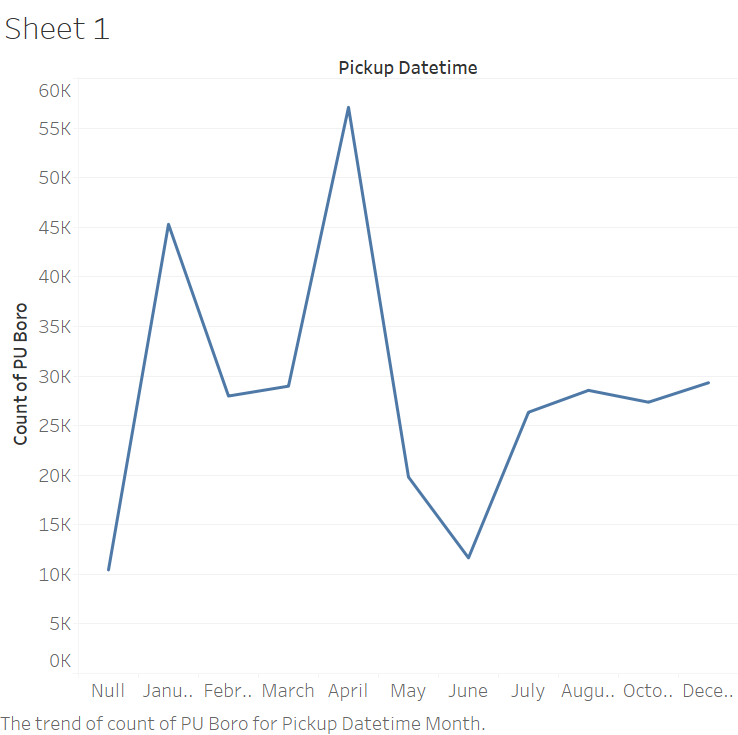 Sheet 1
Pickup Datetime
Count of PU Boro
60K
55K
50K
45K
40K
35K
30K
25K
20K
15K
10K
5K
0K
Null Janu.. Febr.. March April May June July Augu.. Octo.. Dece..
The trend of count of PU Boro for Pickup Datetime Month.